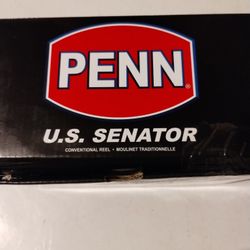 PENN®
U.S. SENATOR
CONVENTIONAL REEL • MOULINET TRADITIONNELLE